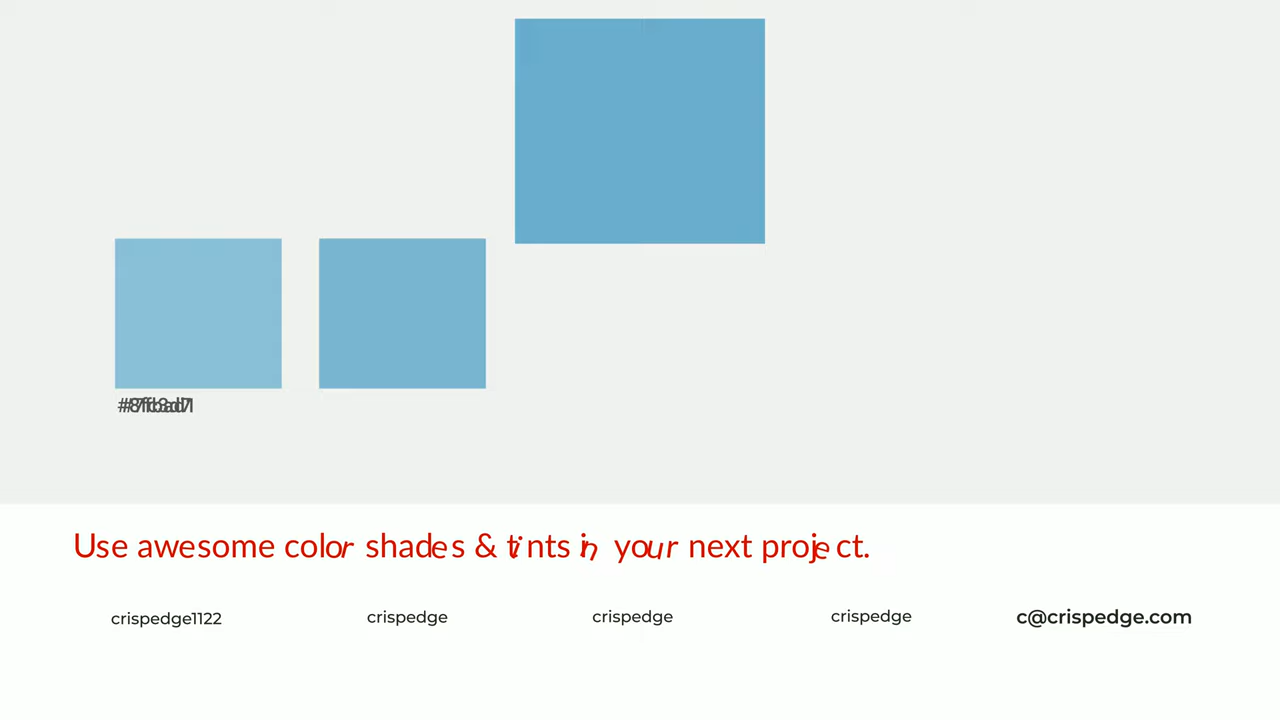 Use awesome color shades & tints in your next project.
crispedge1122 crispedge crispedge crispedge c@crispedge.com